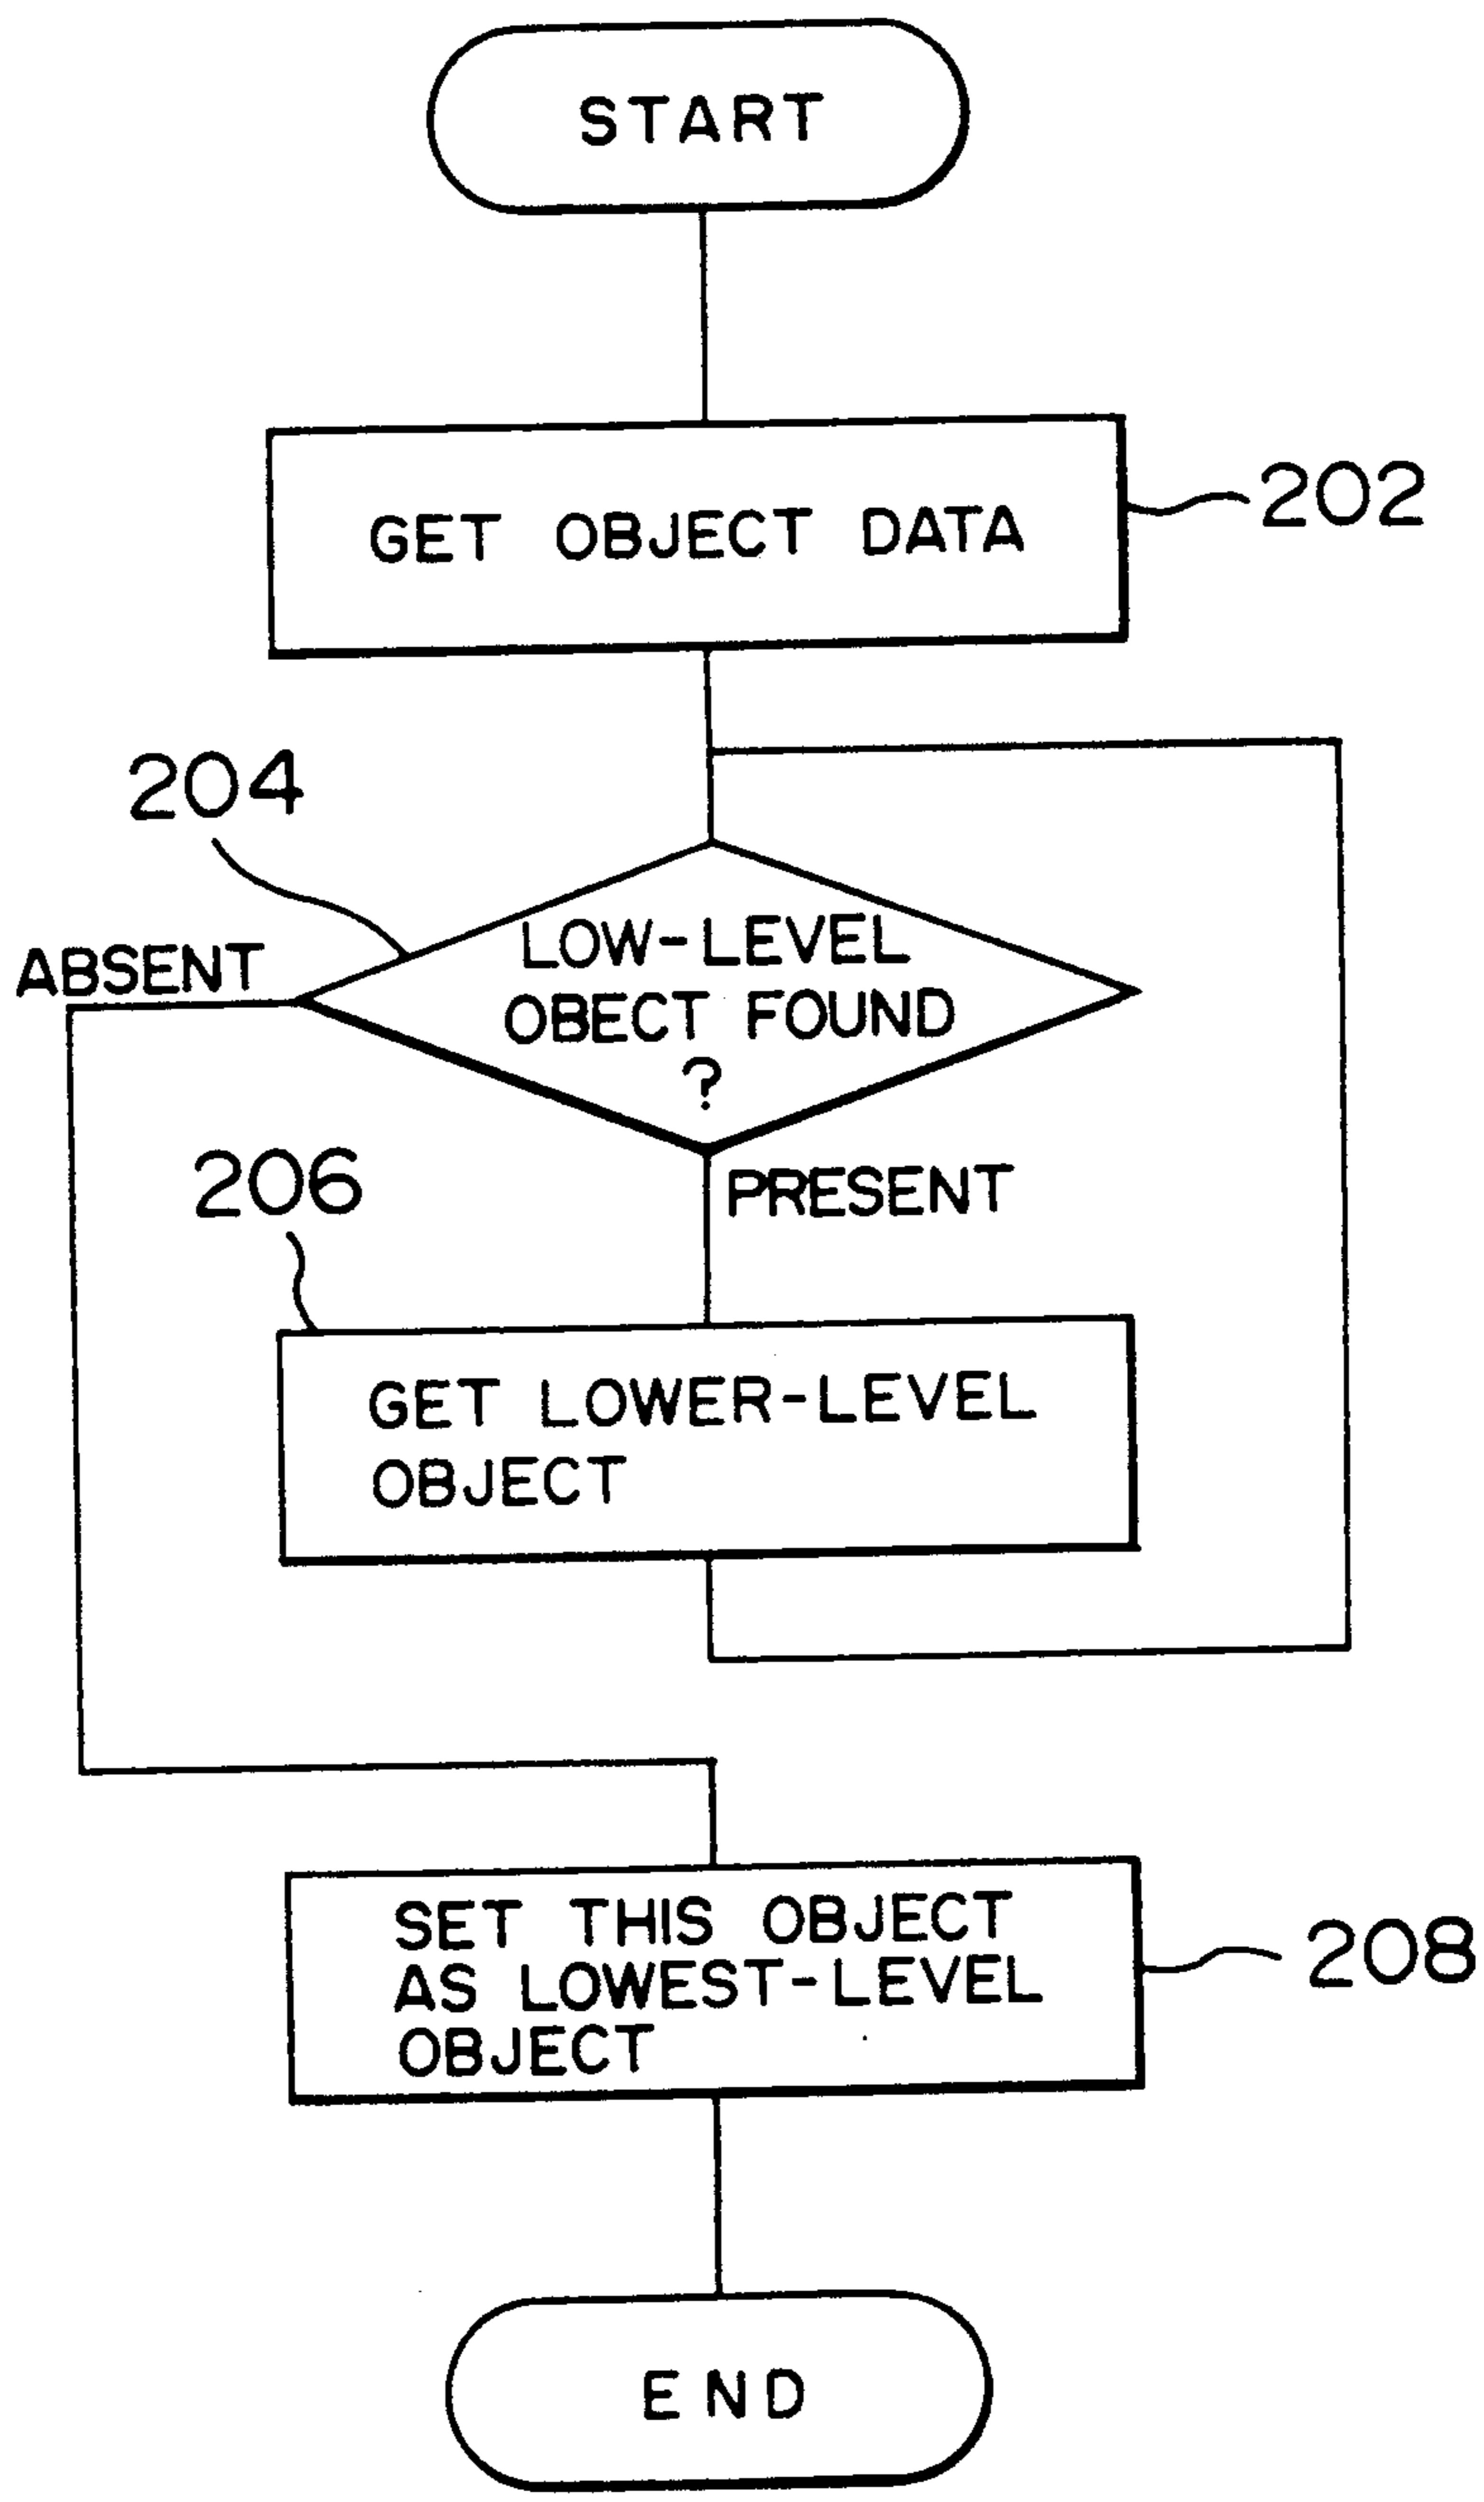 START
GET OBJECT DATA
202
204
ABSENT
LOW-LEVEL
OBECT FOUND
?
PRESENT
206
GET LOWER-LEVEL
OBJECT
SET THIS OBJECT
AS LOWEST-LEVEL
OBJECT
208
END